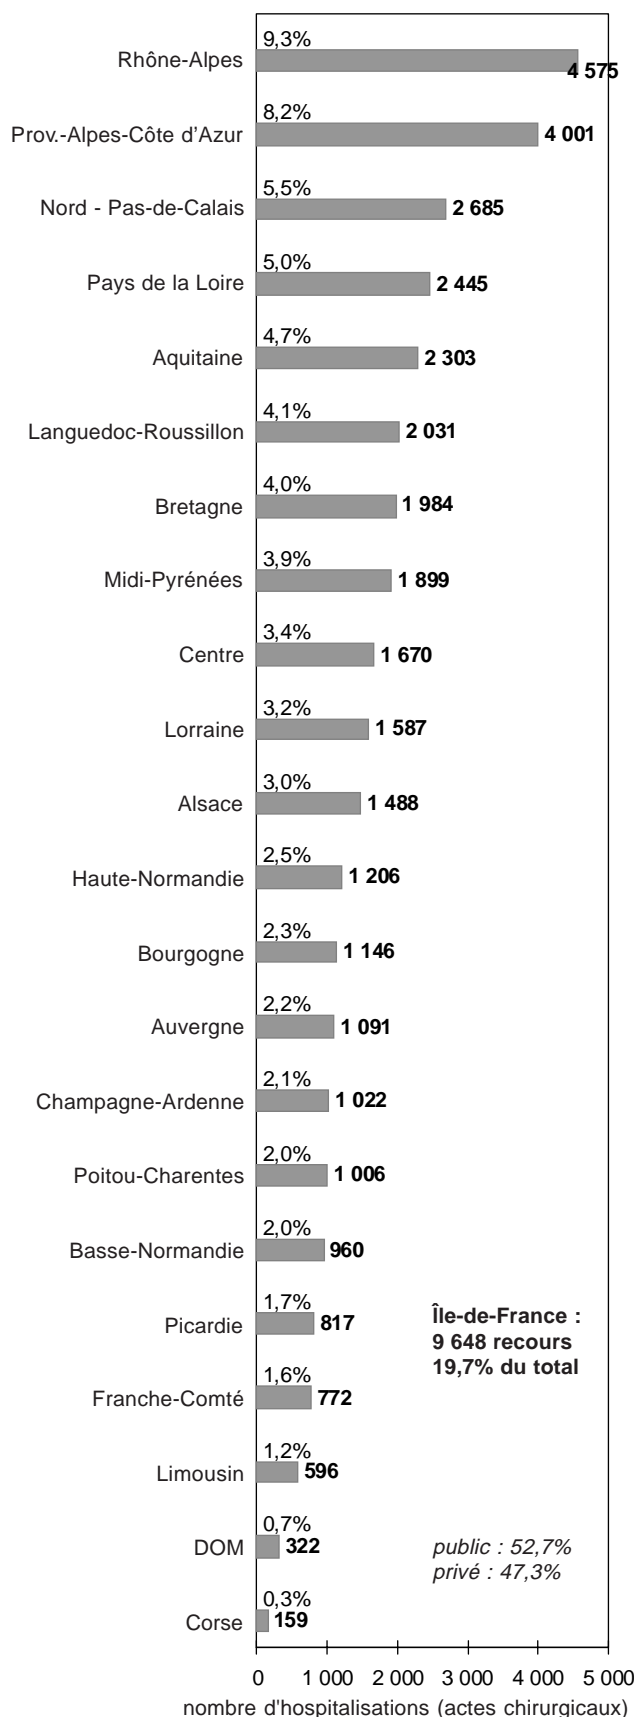 9,3%
Rhône-Alpes
4 575
8,2%
Prov.-Alpes-Côte d'Azur
4 001
5,5%
Nord - Pas-de-Calais
2 685
5,0%
Pays de la Loire
2 445
4,7%
Aquitaine
2 303
4,1%
Languedoc-Roussillon
2 031
4,0%
Bretagne
1 984
3,9%
Midi-Pyrénées
1 899
3,4%
Centre
1 670
3,2%
Lorraine
1 587
3,0%
Alsace
1 488
2,5%
Haute-Normandie
1 206
2,3%
Bourgogne
1 146
2,2%
Auvergne
1 091
2,1%
Champagne-Ardenne
1 022
2,0%
Poitou-Charentes
1 006
2,0%
Basse-Normandie
960
1,7%
Picardie
817
Île-de-France :
9 648 recours
19,7% du total
1,6%
Franche-Comté
772
1,2%
Limousin
596
0,7%
DOM
322
public : 52,7%
privé : 47,3%
0,3%
Corse
159
0 1 000 2 000 3 000 4 000 5 000
nombre d'hospitalisations (actes chirurgicaux)